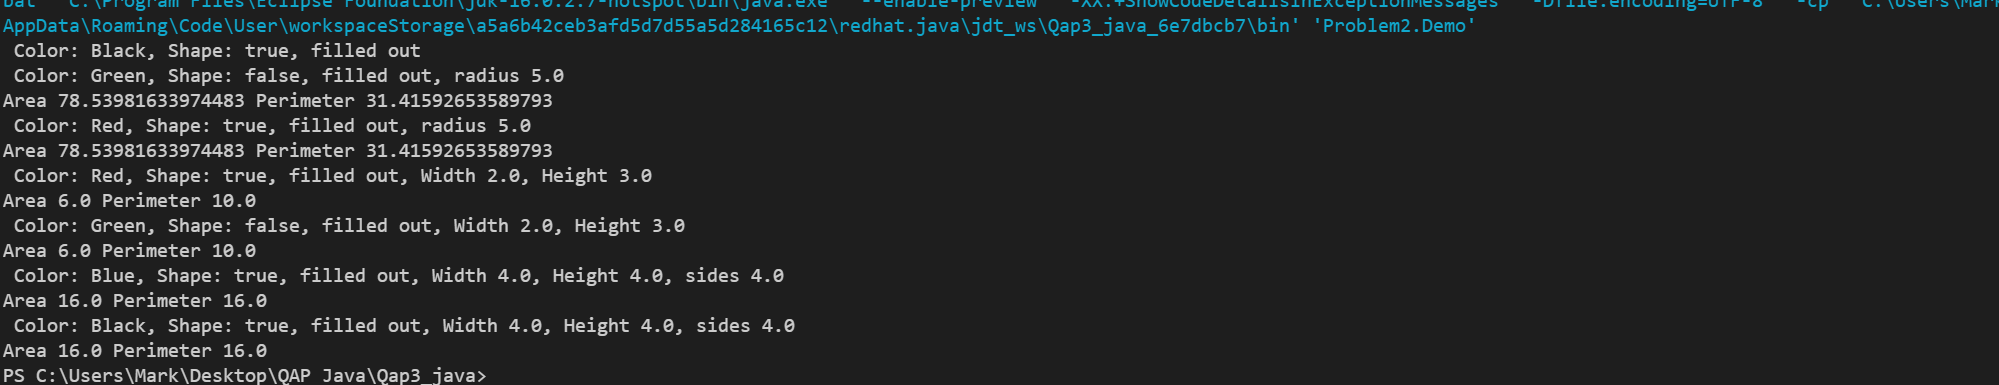 Dat' 'C:\Program Files\Eclipse Foundation\jdk-16.0.2.7-hotspot\bin\java.exe' '--enable-preview' '-XX:+ShowCodeDetailsInExceptionMessages' '-Dfile.encoding=UTF-8' '-cp' 'C:\Users\Mark\
AppData\Roaming\Code\User\workspaceStorage\a5a6b42ceb3afd5d7d55a5d284165c12\redhat.java\jdt_ws\Qap3_java_6e7dbcb7\bin' 'Problem2.Demo'
Color: Black, Shape: true, filled out
Color: Green, Shape: false, filled out, radius 5.0
Area 78.53981633974483 Perimeter 31.41592653589793
Color: Red, Shape: true, filled out, radius 5.0
Area 78.53981633974483 Perimeter 31.41592653589793
Color: Red, Shape: true, filled out, Width 2.0, Height 3.0
Area 6.0 Perimeter 10.0
Color: Green, Shape: false, filled out, Width 2.0, Height 3.0
Area 6.0 Perimeter 10.0
Color: Blue, Shape: true, filled out, Width 4.0, Height 4.0, sides 4.0
Area 16.0 Perimeter 16.0
Color: Black, Shape: true, filled out, Width 4.0, Height 4.0, sides 4.0
Area 16.0 Perimeter 16.0
PS C:\Users\Mark\Desktop\QAP Java\Qap3_java>